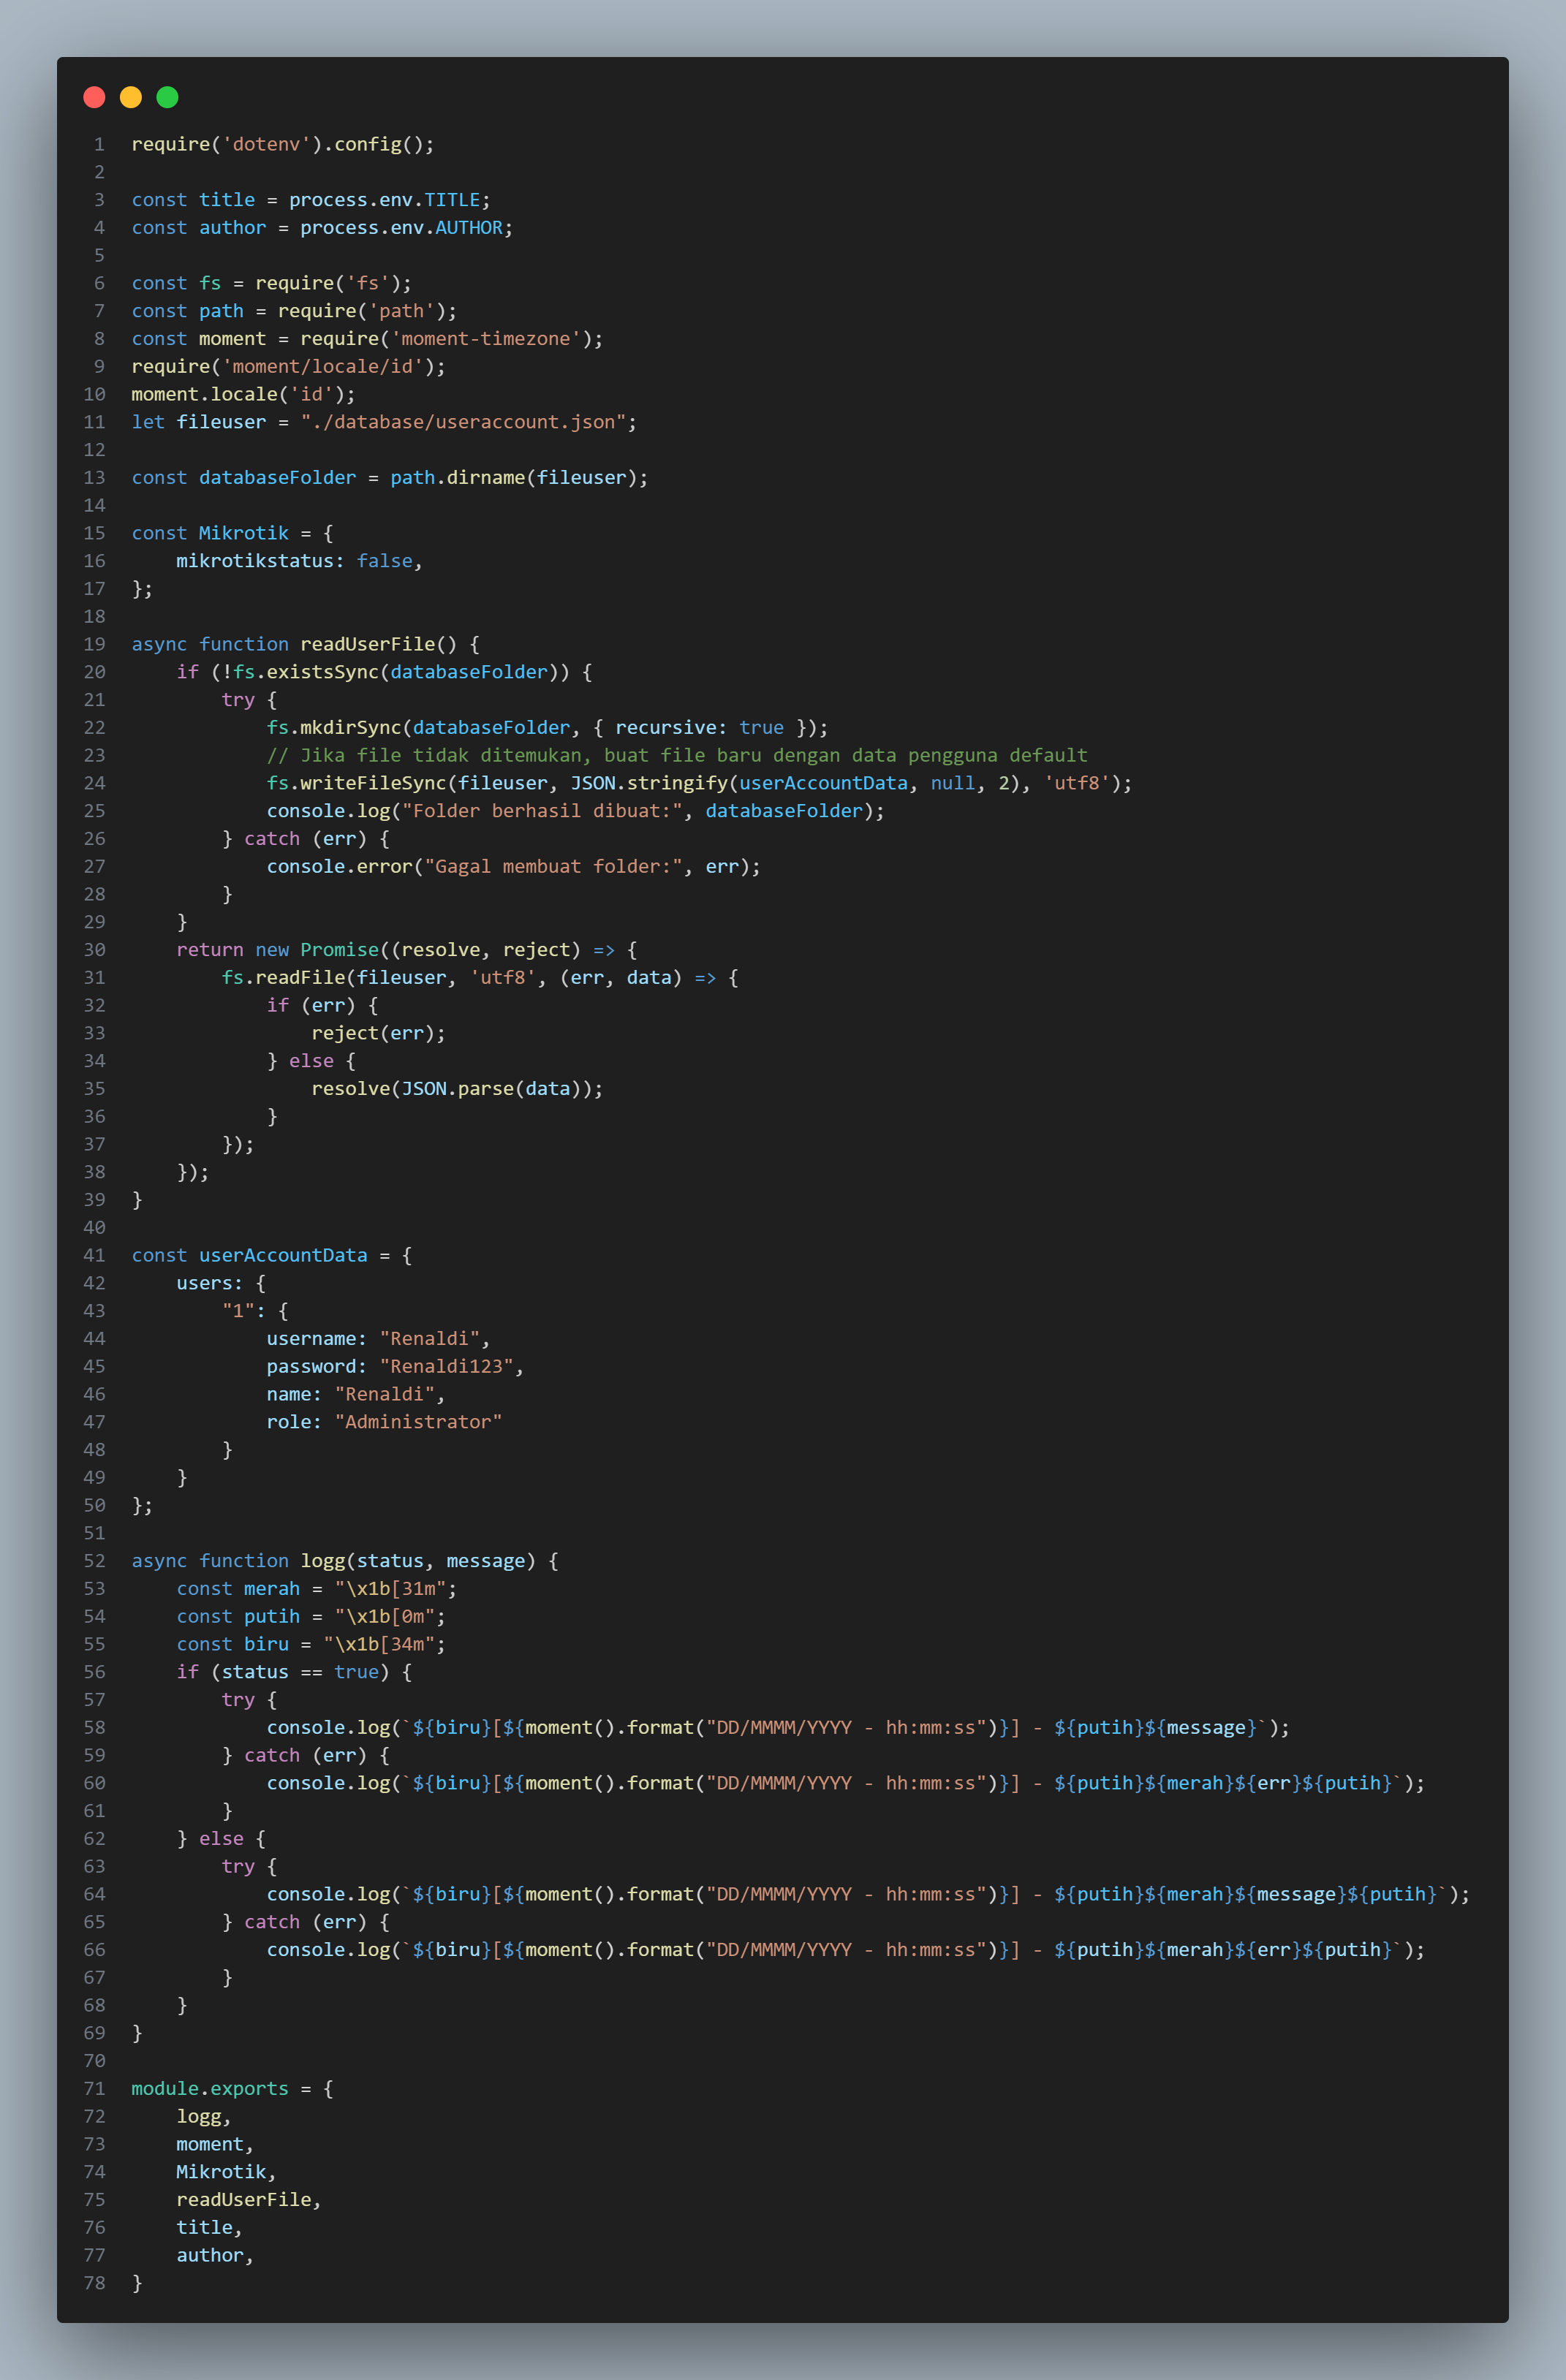 1 require('dotenv').config();
2
3 const title = process.env.TITLE;
4 const author = process.env.AUTHOR;
5
6 const fs = require('fs');
7 const path = require('path');
8 const moment = require('moment-timezone');
9 require('moment/locale/id');
10 moment.locale('id');
11 let fileuser = "./database/useraccount.json";
12
13 const databaseFolder = path.dirname(fileuser);
14
15 const Mikrotik = {
16     mikrotikstatus: false,
17 };
18
19 async function readUserFile() {
20     if (!fs.existsSync(databaseFolder)) {
21         try {
22             fs.mkdirSync(databaseFolder, { recursive: true });
23             // Jika file tidak ditemukan, buat file baru dengan data pengguna default
24             fs.writeFileSync(fileuser, JSON.stringify(userAccountData, null, 2), 'utf8');
25             console.log("Folder berhasil dibuat:", databaseFolder);
26         } catch (err) {
27             console.error("Gagal membuat folder:", err);
28         }
29     }
30     return new Promise((resolve, reject) => {
31         fs.readFile(fileuser, 'utf8', (err, data) => {
32             if (err) {
33                 reject(err);
34             } else {
35                 resolve(JSON.parse(data));
36             }
37         });
38     });
39 }
40
41 const userAccountData = {
42     users: {
43         "1": {
44             username: "Renaldi",
45             password: "Renaldi123",
46             name: "Renaldi",
47             role: "Administrator"
48         }
49     }
50 };
51
52 async function logg(status, message) {
53     const merah = "\x1b[31m";
54     const putih = "\x1b[0m";
55     const biru = "\x1b[34m";
56     if (status == true) {
57         try {
58             console.log(`${biru}[${moment().format("DD/MMMM/YYYY - hh:mm:ss")}] - ${putih}${message}`);
59         } catch (err) {
60             console.log(`${biru}[${moment().format("DD/MMMM/YYYY - hh:mm:ss")}] - ${putih}${merah}${err}${putih}`);
61         }
62     } else {
63         try {
64             console.log(`${biru}[${moment().format("DD/MMMM/YYYY - hh:mm:ss")}] - ${putih}${merah}${message}${putih}`);
65         } catch (err) {
66             console.log(`${biru}[${moment().format("DD/MMMM/YYYY - hh:mm:ss")}] - ${putih}${merah}${err}${putih}`);
67         }
68     }
69 }
70
71 module.exports = {
72     logg,
73     moment,
74     Mikrotik,
75     readUserFile,
76     title,
77     author,
78 }